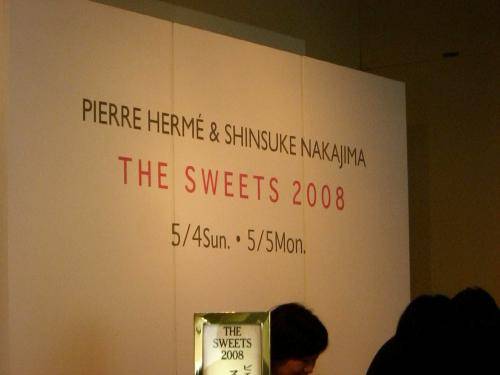 PIERRE HERMÉ & SHINSUKE NAKAJIMA
THE SWEETS 2008
5/4Sun. • 5/5Mon.
THE
SWEETS
2008